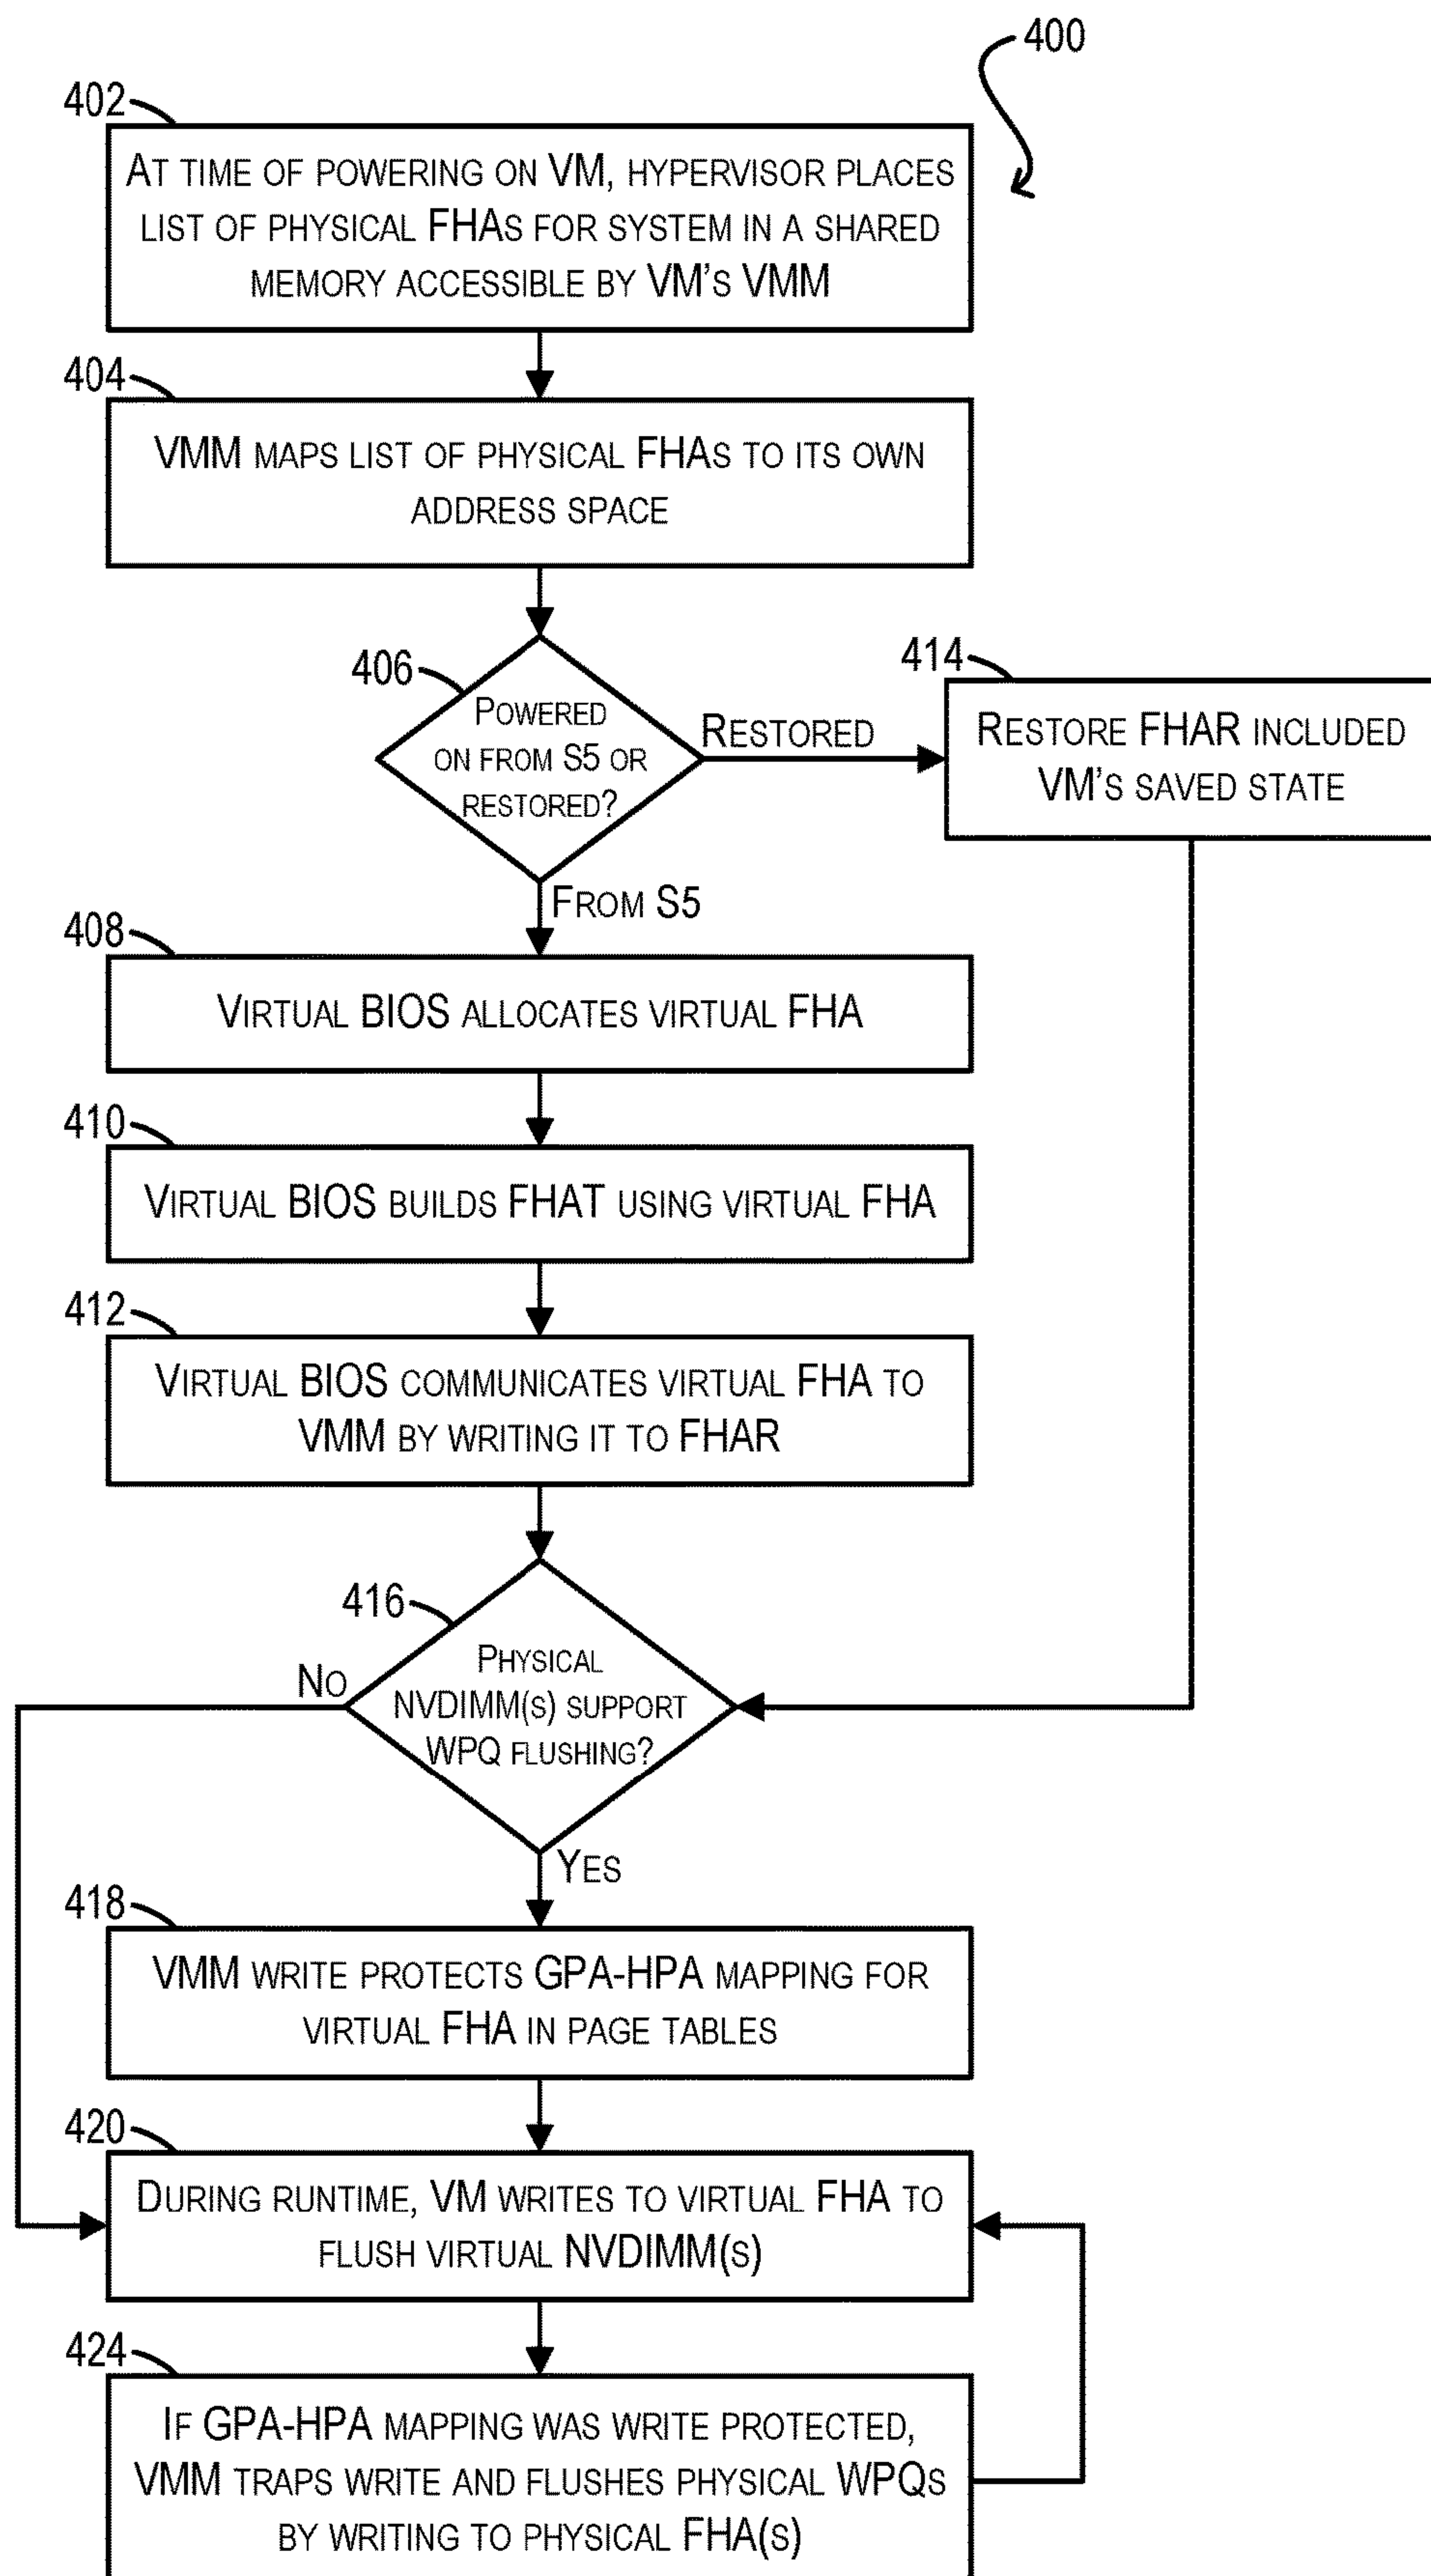 400
402
At time of powering on VM, hypervisor places
list of physical FHAs for system in a shared
memory accessible by VM's VMM
404
VMM maps list of physical FHAs to its own
address space
406
Powered
on from S5 or
restored?
Restored
414
Restore FHAR included
VM's saved state
From S5
408
Virtual BIOS allocates virtual FHA
410
Virtual BIOS builds FHAT using virtual FHA
412
Virtual BIOS communicates virtual FHA to
VMM by writing it to FHAR
416
Physical
NVDIMM(s) support
WPQ flushing?
No
Yes
418
VMM write protects GPA-HPA mapping for
virtual FHA in page tables
420
During runtime, VM writes to virtual FHA to
flush virtual NVDIMM(s)
424
If GPA-HPA mapping was write protected,
VMM traps write and flushes physical WPQs
by writing to physical FHA(s)